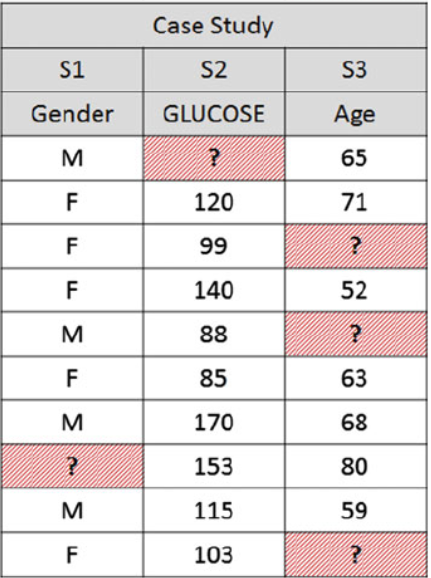 Case Study
S1 S2 S3
Gender GLUCOSE Age
M ? 65
F 120 71
F 99 ?
F 140 52
M 88 ?
F 85 63
M 170 68
? 153 80
M 115 59
F 103 ?